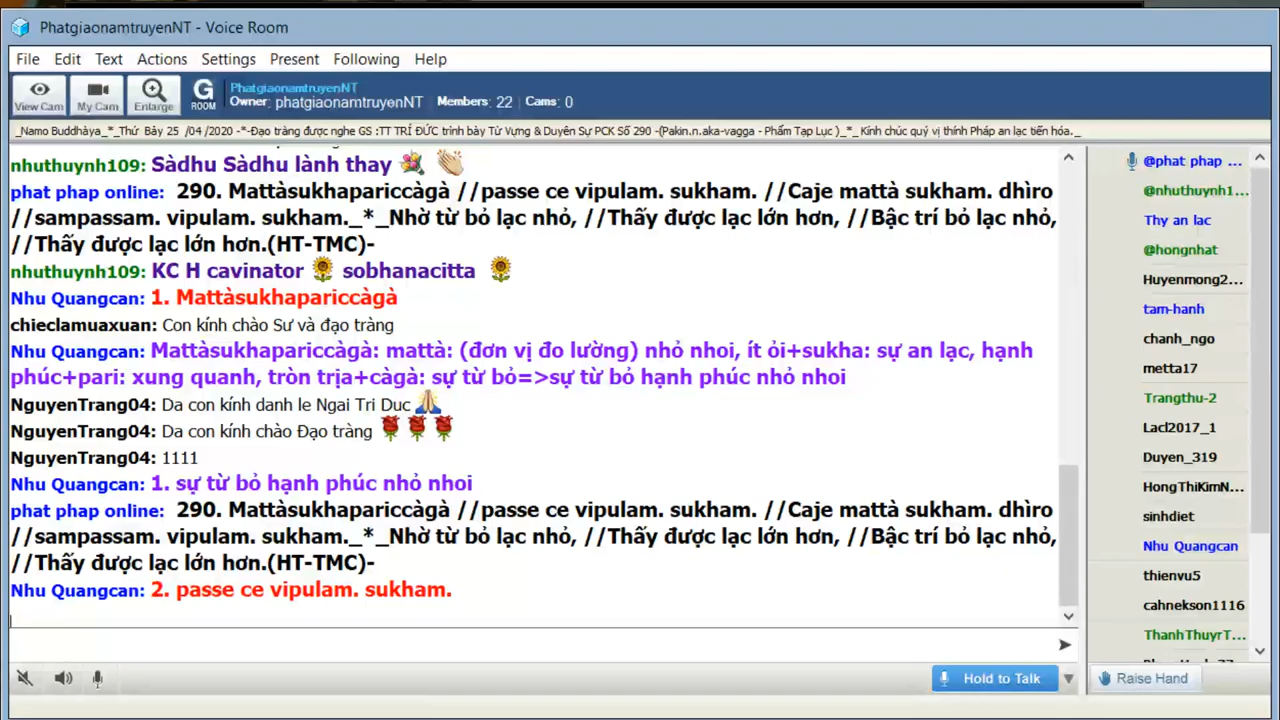 PhatgiaonamtruyenNT - Voice Room
File Edit Text Actions Settings Present Following Help
View Cam My Cam Enlarge G ROOM
PhatgiaonamtruyenNT
Owner: phatgiaonamtruyenNT Members: 22 Cams: 0
_Namo Buddhàya_*_Thứ Bảy 25 /04 /2020 -*-Đạo tràng được nghe GS :TT TRÍ ĐỨC trình bày Từ Vựng & Duyên Sự PCK Số 290 -(Pakin.n.aka-vagga - Phẩm Tạp Lục )_*_ Kính chúc quý vị thính Pháp an lạc tiến hóa._
nhuthuynh109: Sàdhu Sàdhu lành thay
phat phap online: 290. Mattàsukhapariccàgà //passe ce vipulam. sukham. //Caje mattà sukham. dhìro
//sampassam. vipulam. sukham._*_Nhờ từ bỏ lạc nhỏ, //Thấy được lạc lớn hơn, //Bậc trí bỏ lạc nhỏ,
//Thấy được lạc lớn hơn.(HT-TMC)-
nhuthuynh109: KC H cavinator sobhanacitta
Nhu Quangcan: 1. Mattàsukhapariccàgà
chieclamuaxuan: Con kính chào Sư và đạo tràng
Nhu Quangcan: Mattàsukhapariccàgà: mattà: (đơn vị đo lường) nhỏ nhoi, ít ỏi+sukha: sự an lạc, hạnh
phúc+pari: xung quanh, tròn trịa+càgà: sự từ bỏ=>sự từ bỏ hạnh phúc nhỏ nhoi
NguyenTrang04: Da con kính danh le Ngai Tri Duc
NguyenTrang04: Da con kính chào Đạo tràng
NguyenTrang04: 1111
Nhu Quangcan: 1. sự từ bỏ hạnh phúc nhỏ nhoi
phat phap online: 290. Mattàsukhapariccàgà //passe ce vipulam. sukham. //Caje mattà sukham. dhìro
//sampassam. vipulam. sukham._*_Nhờ từ bỏ lạc nhỏ, //Thấy được lạc lớn hơn, //Bậc trí bỏ lạc nhỏ,
//Thấy được lạc lớn hơn.(HT-TMC)-
Nhu Quangcan: 2. passe ce vipulam. sukham.
@phat phap ...
@nhuthuynh1...
Thy an lac
@hongnhat
Huyenmong2...
tam-hanh
chanh_ngo
metta17
Trangthu-2
Lacl2017_1
Duyen_319
HongThiKimN...
sinhdiet
Nhu Quangcan
thienvu5
cahnekson1116
ThanhThuyrT...
Hold to Talk
Raise Hand